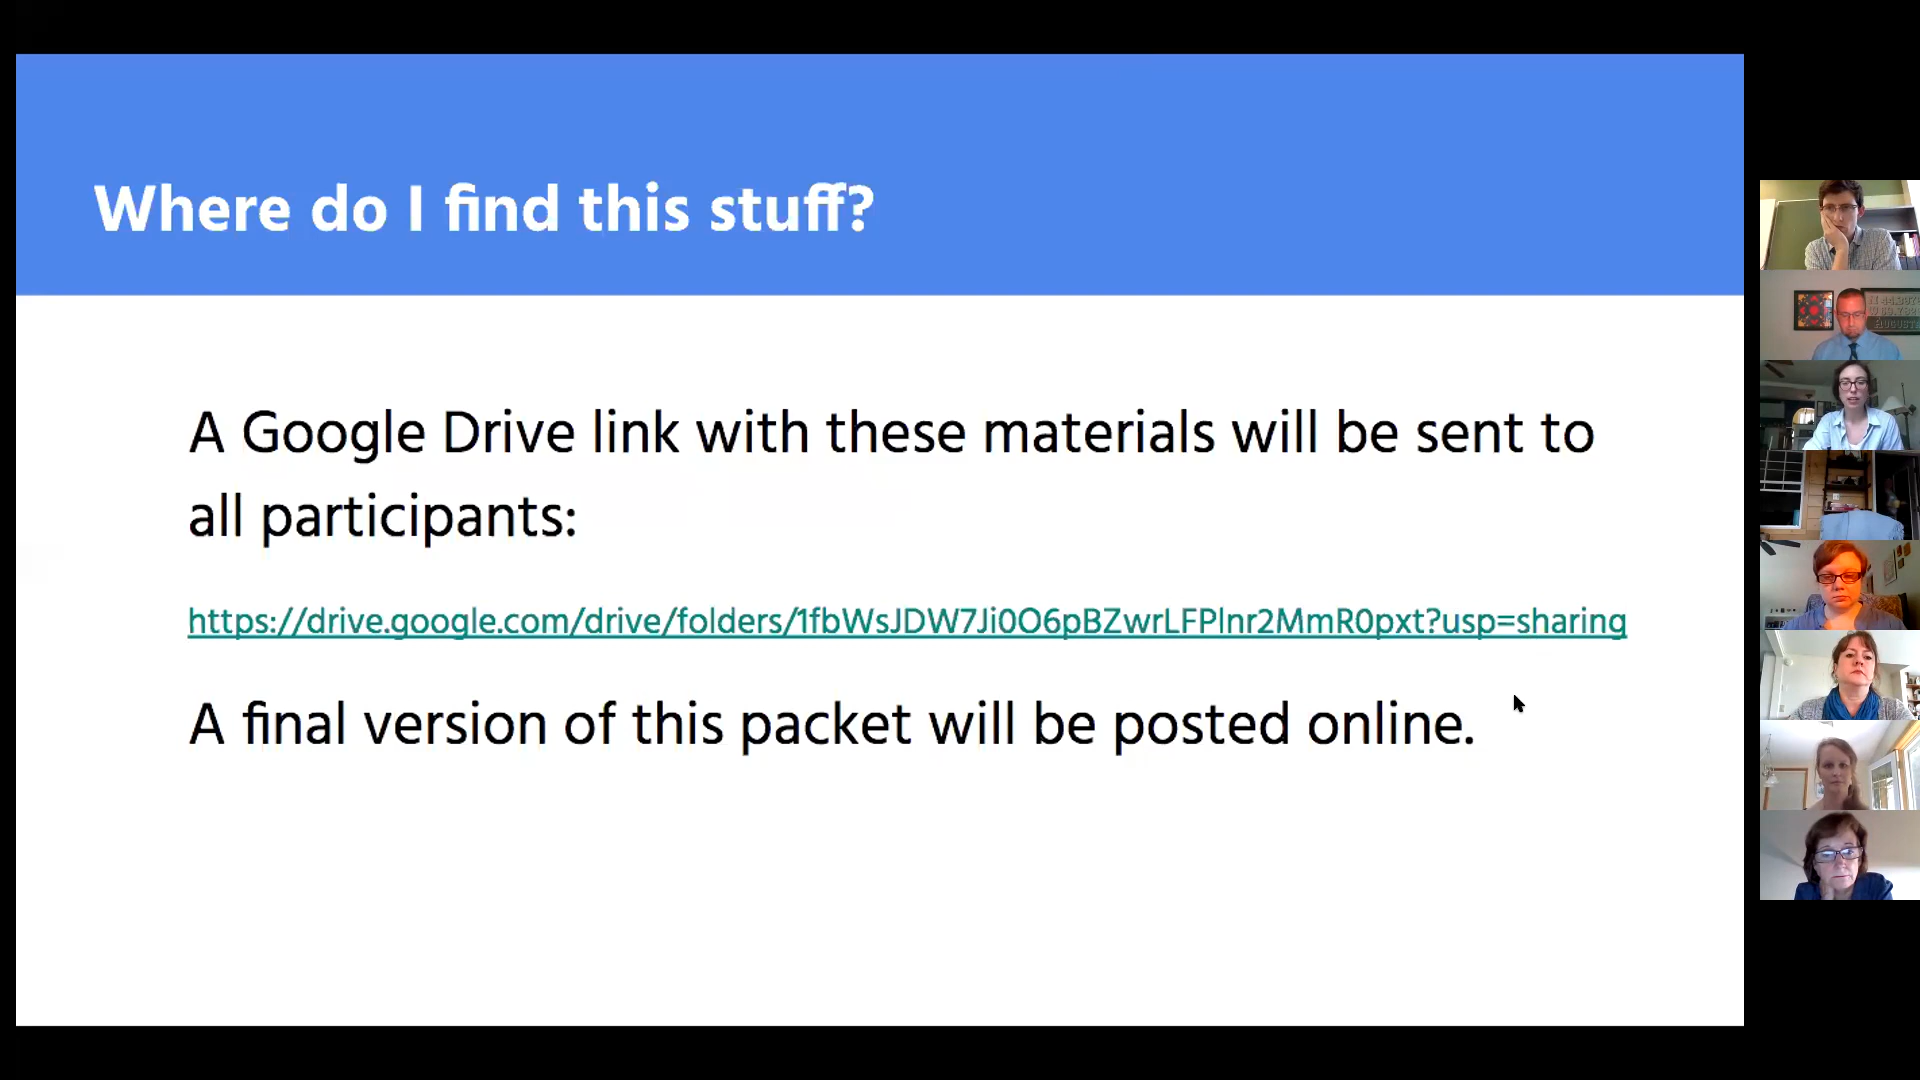 Where do I find this stuff?
A Google Drive link with these materials will be sent to
all participants:
https://drive.google.com/drive/folders/1fbWsJDW7Ji0O6pBZwrLFPlnr2MmR0pxt?usp=sharing
A final version of this packet will be posted online.